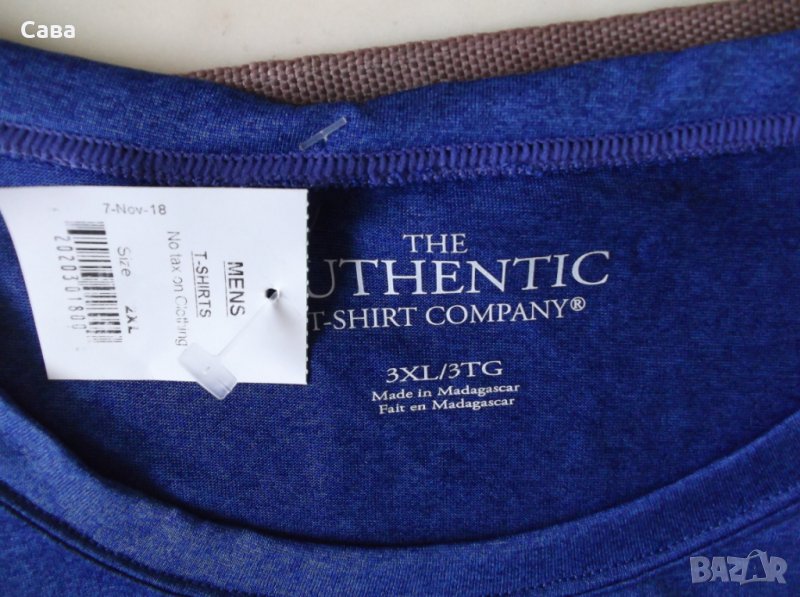 Сава
7-Nov-18
MENS
T-SHIRTS
No tax on Clothing
Size 2XL
THE
UTHENTIC
T-SHIRT COMPANY®
3XL/3TG
Made in Madagascar
Fait en Madagascar
BAZAR